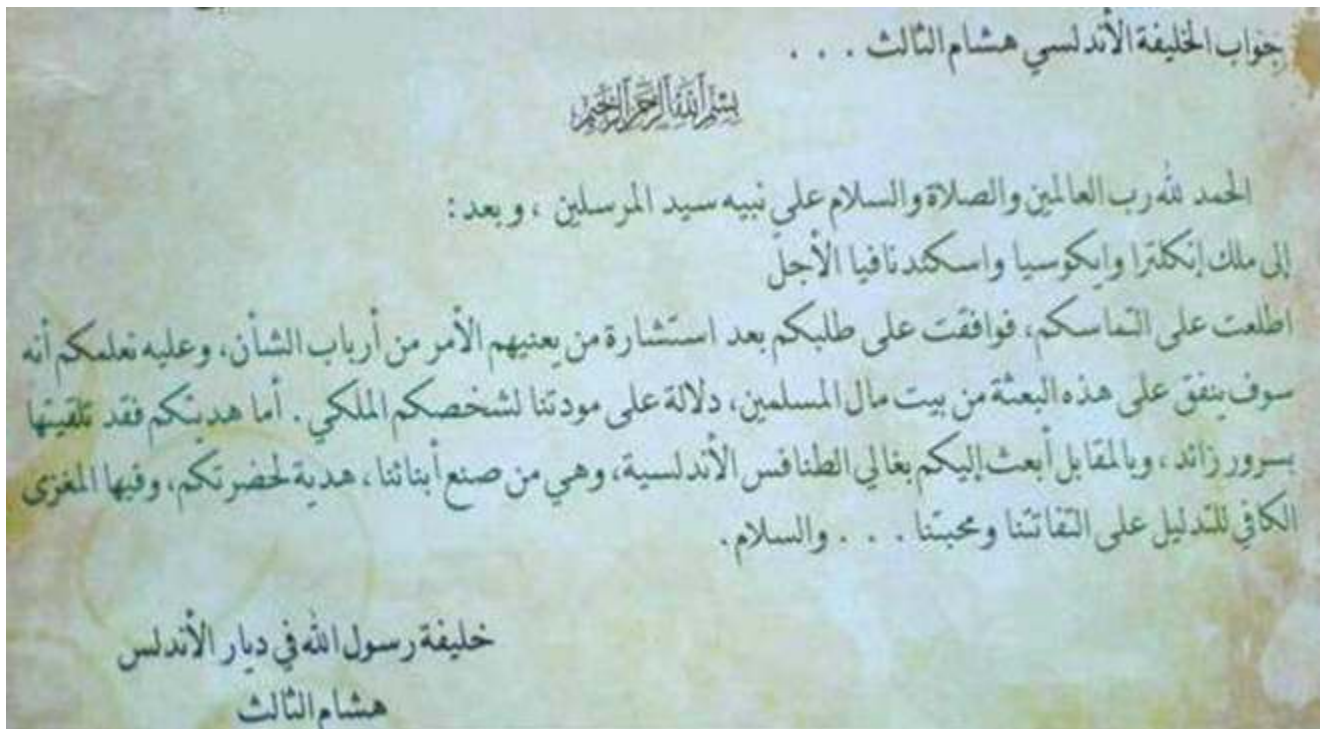 جواب الخليفة الأندلسي هشام الثالث . . .
بسم الله الرحمن الرحيم
الحمد لله رب العالمين والصلاة والسلام على نبيه سيد المرسلين ، وبعد :
إلى ملك إنكلترا وايكوسيا واسكندنافيا الأجلّ
اطلعت على التماسكم، فوافقت على طلبكم بعد استشارة من يعنيهم الأمر من أرباب الشأن، وعليه نعلمكم أنه
سوف ينفق على هذه البعثة من بيت مال المسلمين، دلالة على مودتنا لشخصكم الملكي . أما هديتكم فقد تلقيتها
بسرور زائد ، وبالمقابل أبعث إليكم بغالي الطنافس الأندلسية، وهي من صنع أبنائنا ، هدية لحضرتكم، وفيها المغزى
الكافي للتدليل على التفاتتنا ومحبتنا . . . والسلام .
خليفة رسول الله في ديار الأندلس
هشام الثالث